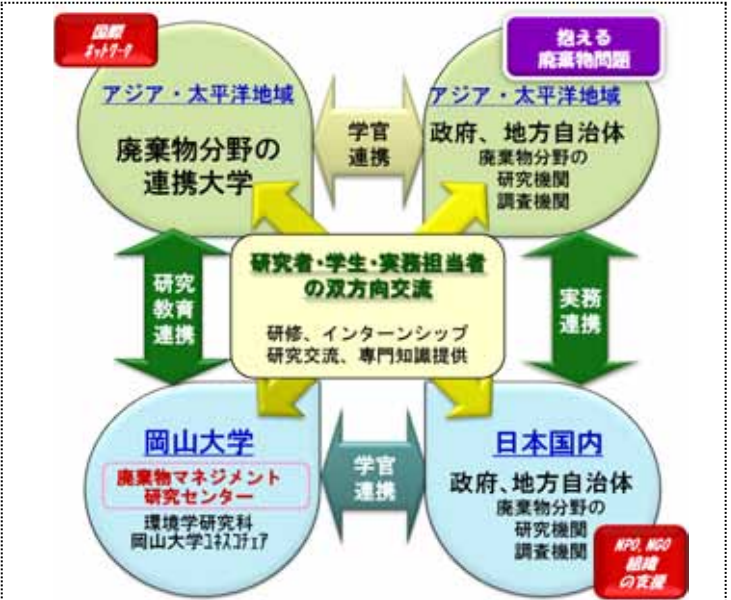 国際
ﾈｯﾄﾜｰｸ
アジア・太平洋地域
廃棄物分野の
連携大学
学官
連携
抱える
廃棄物問題
アジア・太平洋地域
政府、地方自治体
廃棄物分野の
研究機関
調査機関
研究
教育
連携
研究者・学生・実務担当者
の双方向交流
研修、インターンシップ
研究交流、専門知識提供
実務
連携
岡山大学
廃棄物マネジメント
研究センター
環境学研究科
岡山大学ﾕﾈｽｺﾁｪｱ
学官
連携
日本国内
政府、地方自治体
廃棄物分野の
研究機関
調査機関
NPO, NGO
組織
の支援